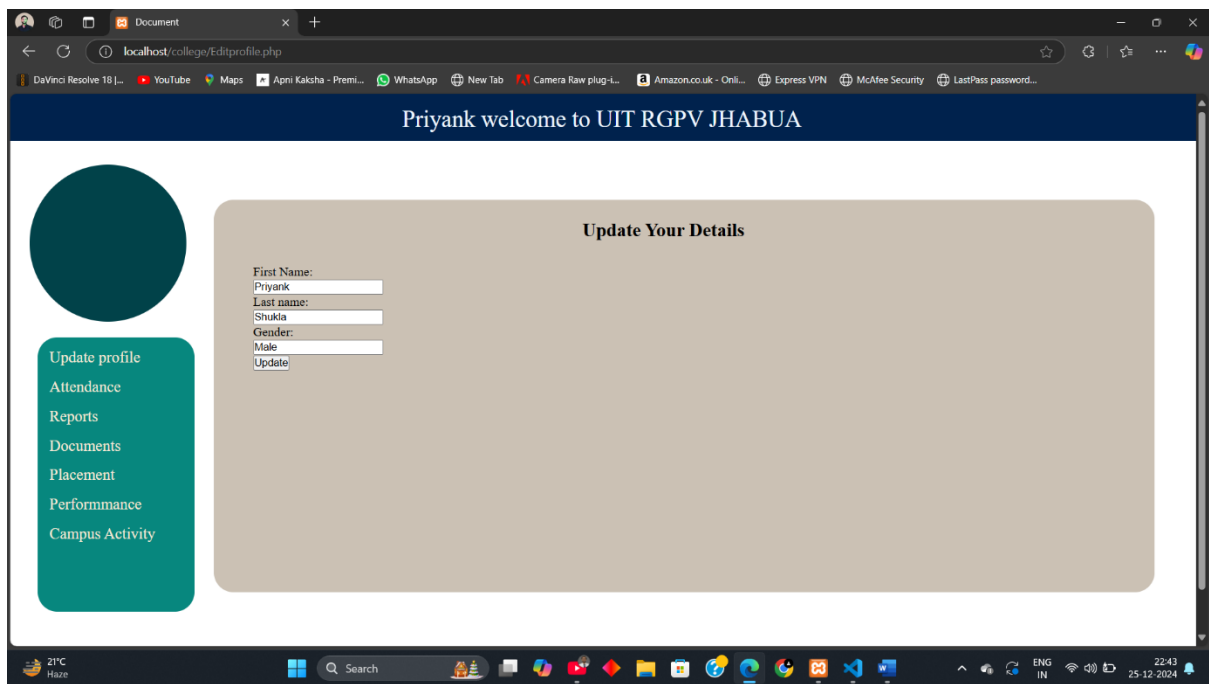 Document
localhost/college/Editprofile.php
DaVinci Resolve 18 |... YouTube Maps Apni Kaksha - Premi... WhatsApp New Tab Camera Raw plug-i... Amazon.co.uk - Onli... Express VPN McAfee Security LastPass password...
Priyank welcome to UIT RGPV JHABUA
Update Your Details
First Name:
Priyank
Last name:
Shukla
Gender:
Male
Update
Update profile
Attendance
Reports
Documents
Placement
Performmance
Campus Activity
21°C
Haze
Search
ENG
IN
22:43
25-12-2024